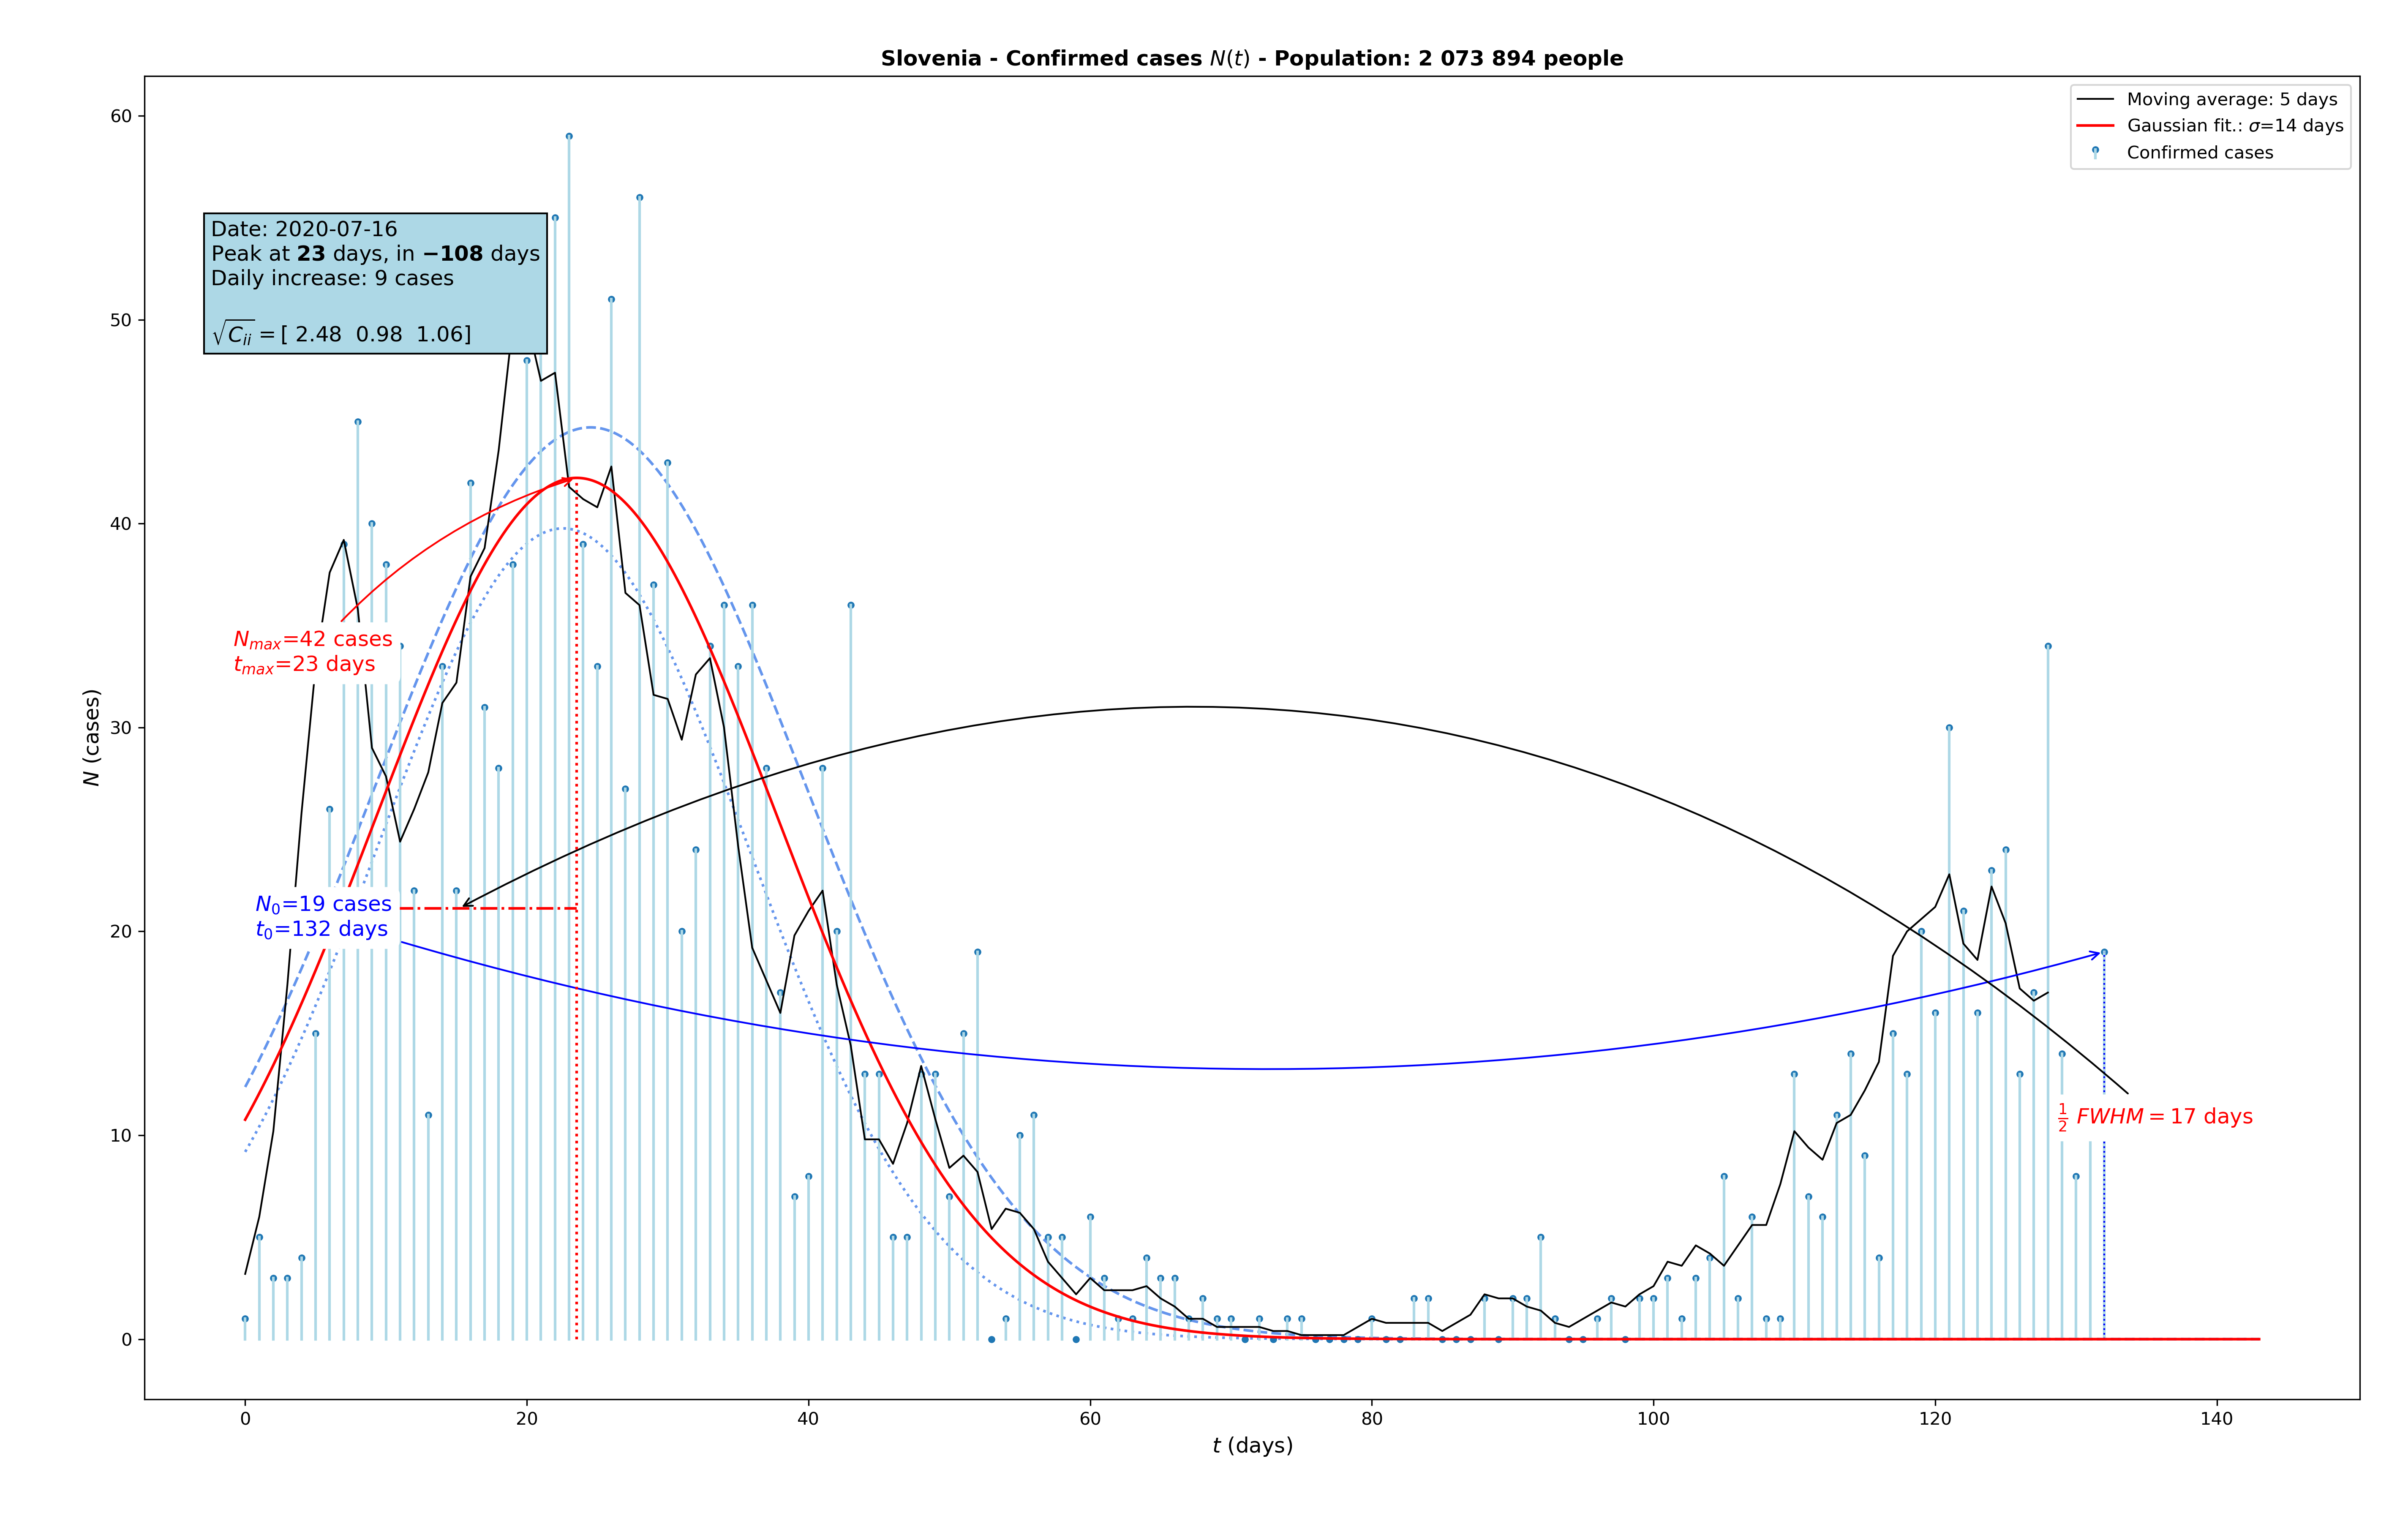 Slovenia - Confirmed cases N(t) - Population: 2 073 894 people
Moving average: 5 days
Gaussian fit.: σ=14 days
Confirmed cases
Date: 2020-07-16
Peak at 23 days, in −108 days
Daily increase: 9 cases
√C_ii = [ 2.48 0.98 1.06]
N_max=42 cases
t_max=23 days
N_0=19 cases
t_0=132 days
1/2 FWHM = 17 days
N (cases)
60
50
40
30
20
10
0
0 20 40 60 80 100 120 140
t (days)